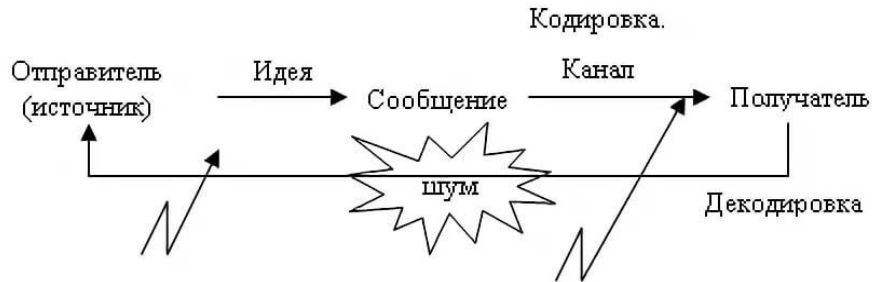 Кодировка.
Отправитель
(источник)
Идея
Сообщение
Канал
Получатель
шум
Декодировка